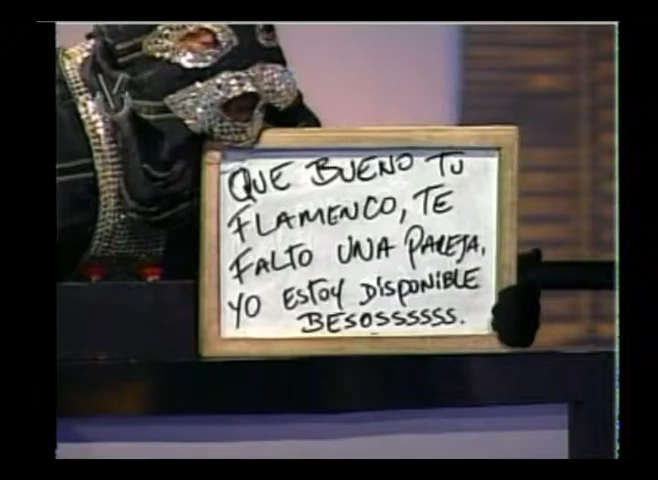 QUE BUENO TU
FLAMENCO, TE
FALTO UNA PAREJA,
YO ESTOY DISPONIBLE
BESOSSSSSS.